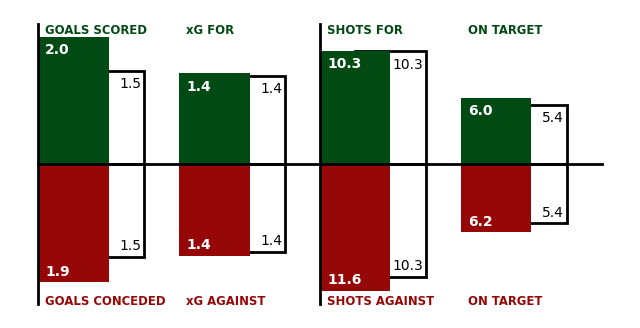 GOALS SCORED xG FOR SHOTS FOR ON TARGET
2.0 1.5 1.4 1.4 10.3 10.3 6.0 5.4
1.9 1.5 1.4 1.4 11.6 10.3 6.2 5.4
GOALS CONCEDED xG AGAINST SHOTS AGAINST ON TARGET